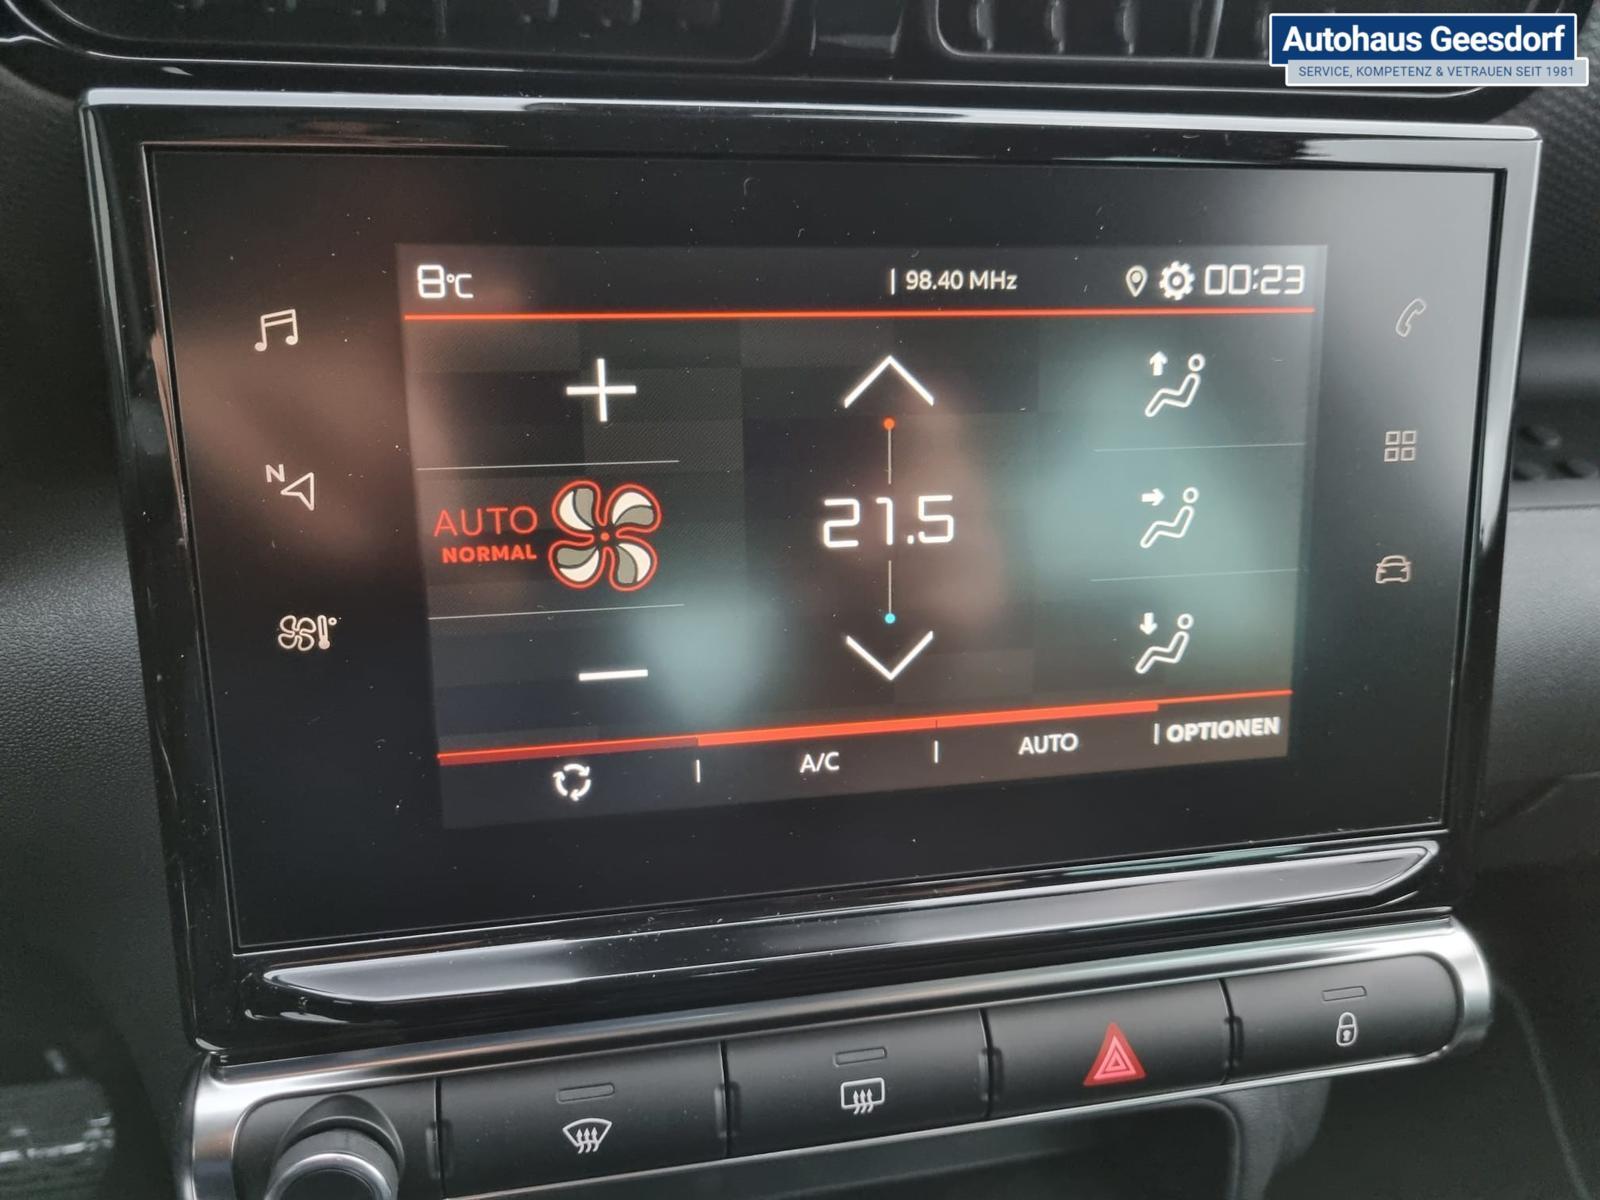 Autohaus Geesdorf
SERVICE, KOMPETENZ & VETRAUEN SEIT 1981
8°C
98.40 MHz
00:23
N
AUTO
NORMAL
21.5
A/C
AUTO
OPTIONEN